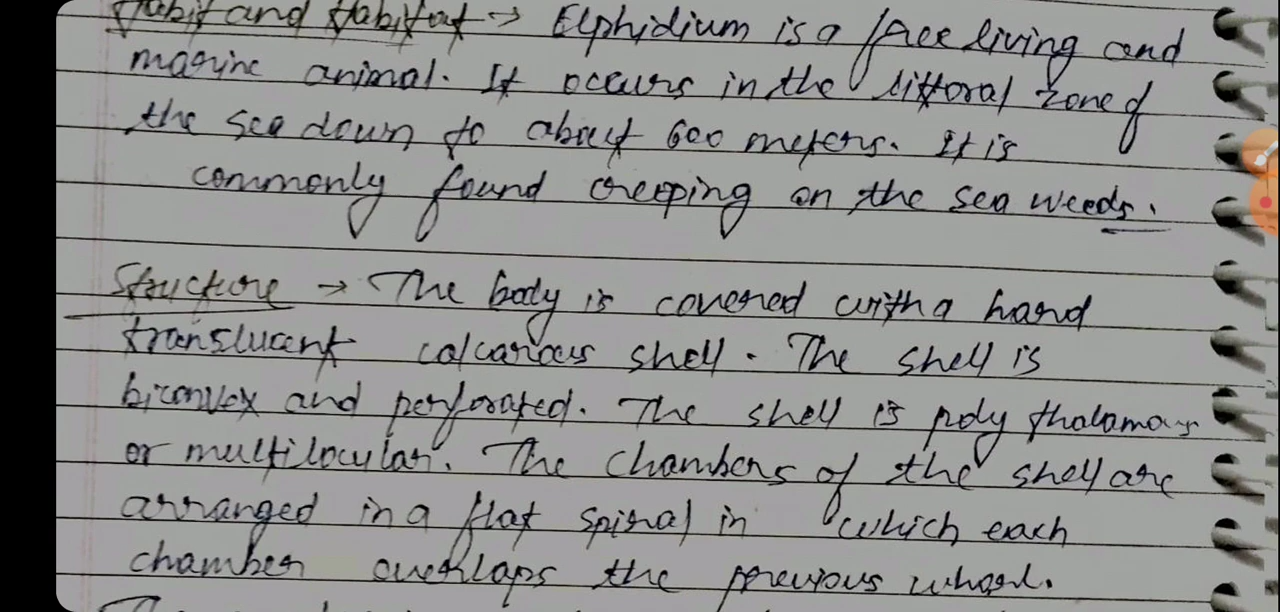 Habit and Habitat → Elphidium is a free living and
marine animal. It occurs in the littoral zone of
the sea down to about 600 meters. It is
commonly found creeping on the sea weeds.
Structure → The body is covered with a hard
translucent calcarious shell. The shell is
biconvex and perforated. The shell is poly thalamous
or multilocular. The chambers of the shell are
arranged in a flat spiral in which each
chamber overlaps the previous whorl.